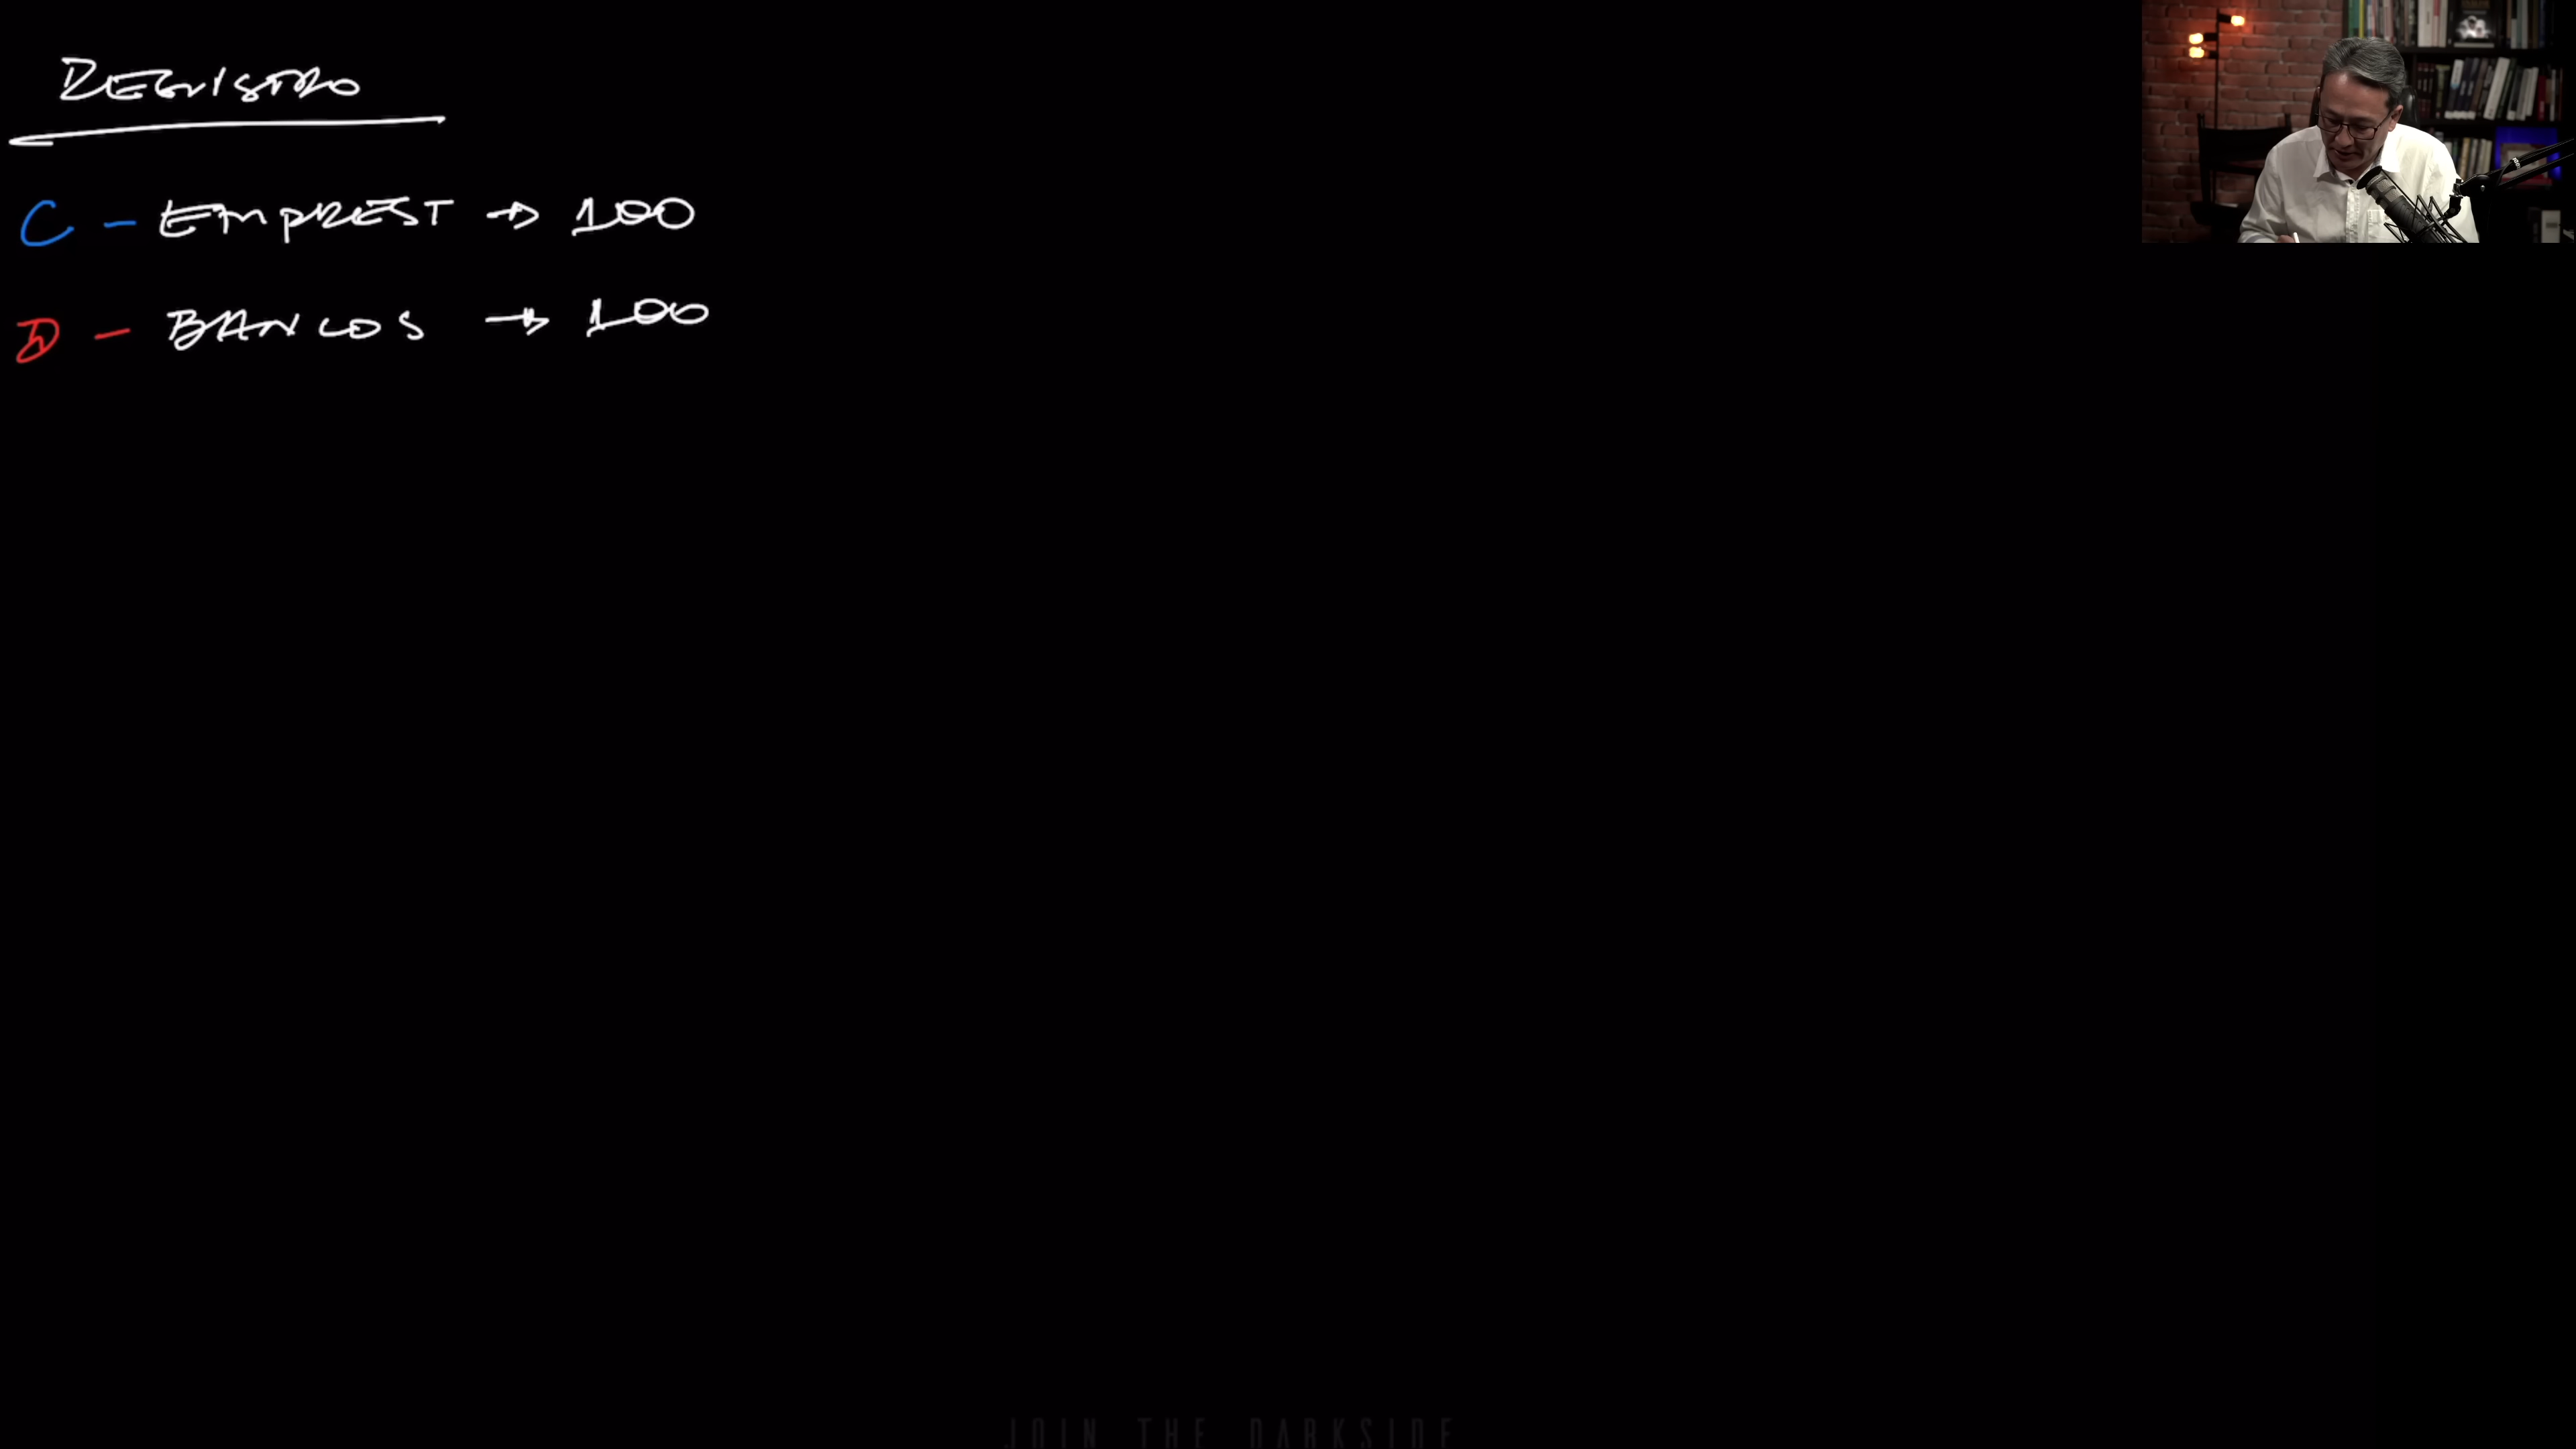 REGISTRO
C - EMPREST → 100
D - BANCOS → 100
JOIN THE DARKSIDE